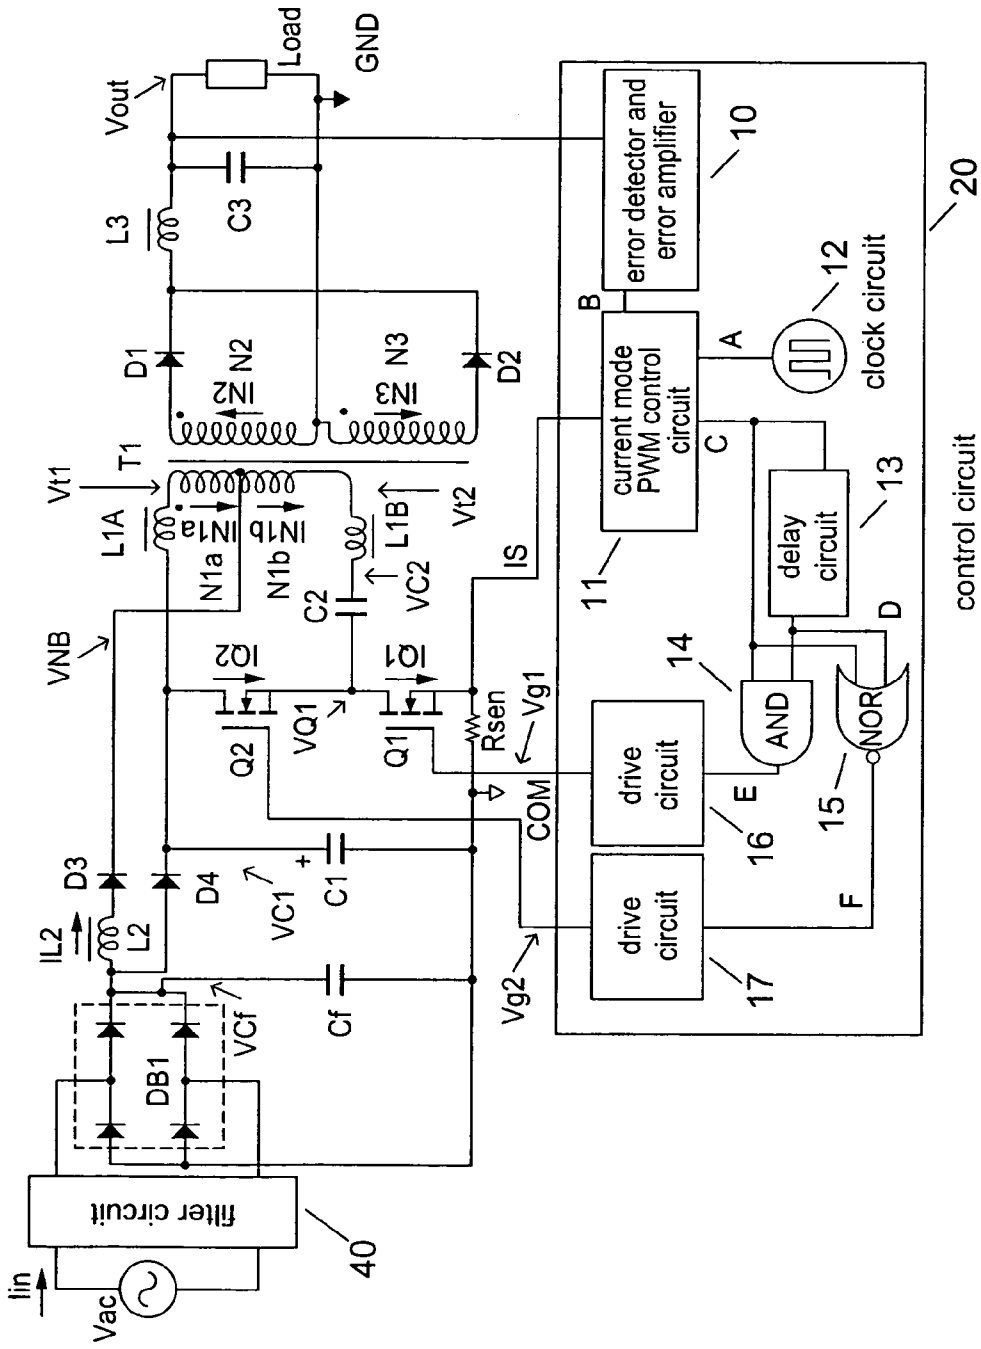 Iin
Vac
filter circuit
40
DB1
VCf
Cf
IL2
L2
D3
D4
VC1
+
C1
VNB
Q2
IQ2
VQ1
Q1
IQ1
Rsen
COM
Vg1
Vg2
C2
VC2
L1B
Vt2
Vt1
L1A
T1
N1a
IN1a
IN1b
N1b
D1
IN2
N2
IN3
N3
D2
L3
C3
Vout
Load
GND
IS
error detector and
error amplifier
10
B
current mode
PWM control
circuit
11
A
12
clock circuit
C
delay
circuit
13
D
14
AND
NOR
15
E
F
drive
circuit
16
drive
circuit
17
20
control circuit